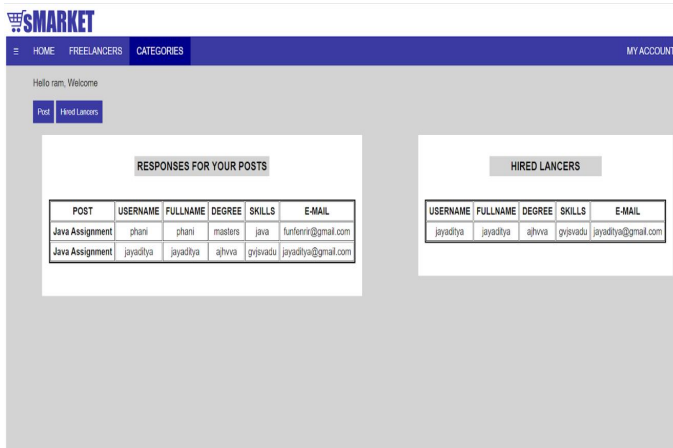 SMARKET
☰ HOME FREELANCERS CATEGORIES MY ACCOUNT
Hello ram, Welcome
Post Hired Lancers
RESPONSES FOR YOUR POSTS
POST USERNAME FULLNAME DEGREE SKILLS E-MAIL
Java Assignment phani phani masters java funfenrir@gmail.com
Java Assignment jayaditya jayaditya ajhvva gvjsvadu jayaditya@gmail.com
HIRED LANCERS
USERNAME FULLNAME DEGREE SKILLS E-MAIL
jayaditya jayaditya ajhvva gvjsvadu jayaditya@gmail.com